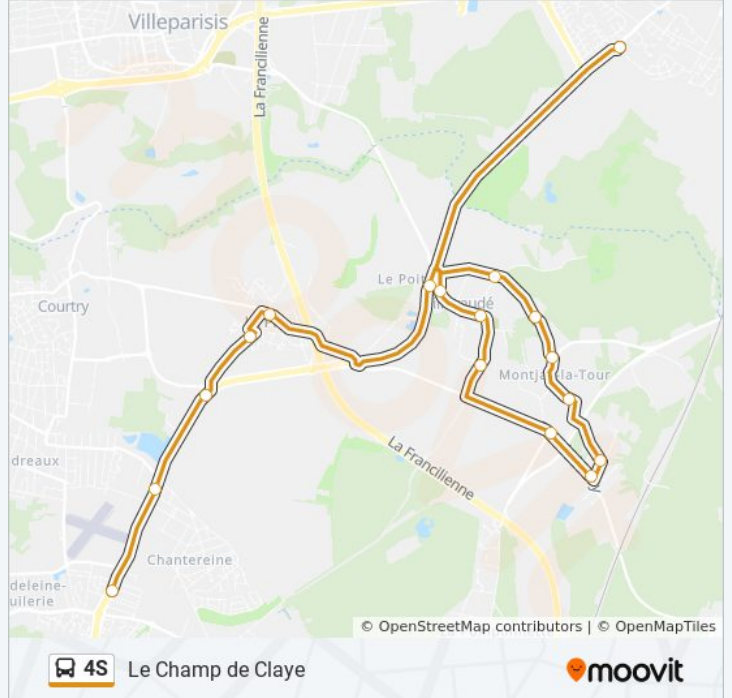 Villeparisis
La Francilienne
Le Poit
Courtry
Montja
la-Tour
La Francilienne
dreaux
Chantereine
deleine-
uilerie
© OpenStreetMap contributors | © OpenMapTiles
4S Le Champ de Claye
moovit